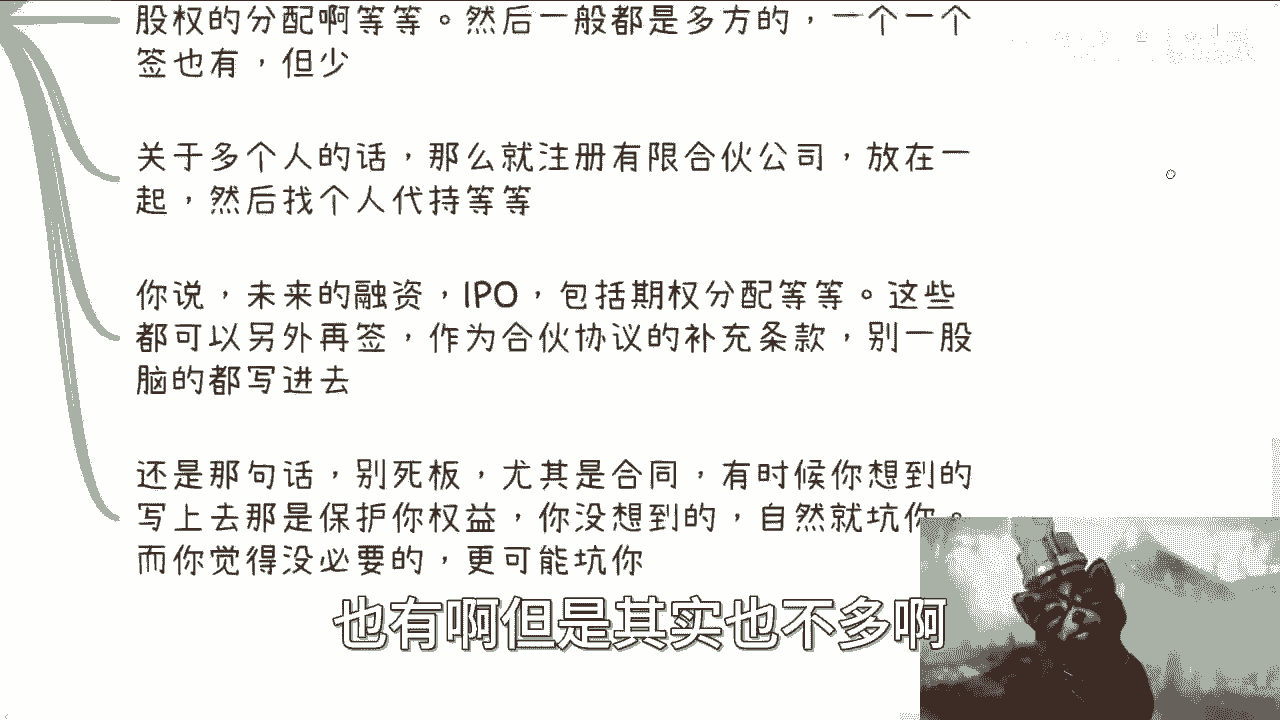 股权的分配啊等等。然后一般都是多方的，一个一个
签也有，但少
关于多个人的话，那么就注册有限合伙公司，放在一
起，然后找个人代持等等
你说，未来的融资，IPO，包括期权分配等等。这些
都可以另外再签，作为合伙协议的补充条款，别一股
脑的都写进去
还是那句话，别死板，尤其是合同，有时候你想到的
写上去那是保护你权益，你没想到的，自然就坑你。
而你觉得没必要的，更可能坑你
也有啊但是其实也不多啊